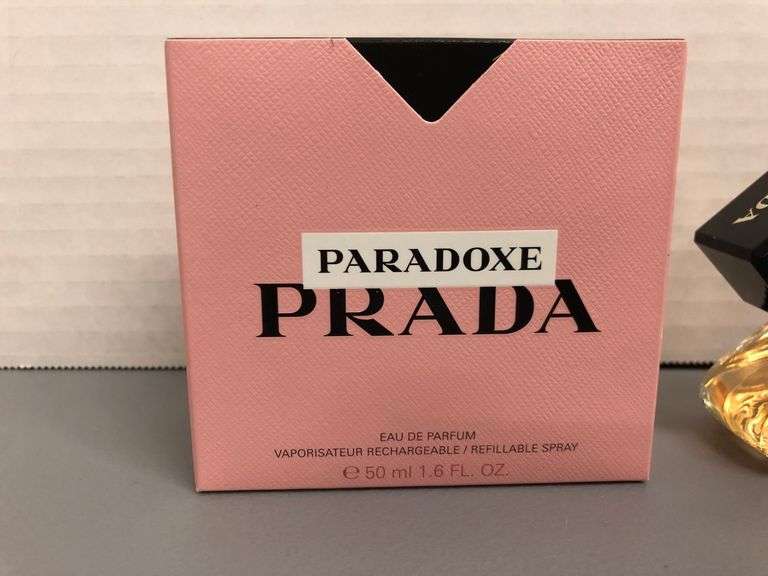 PARADOXE
PRADA
EAU DE PARFUM
VAPORISATEUR RECHARGEABLE / REFILLABLE SPRAY
℮ 50 ml 1.6 FL. OZ.